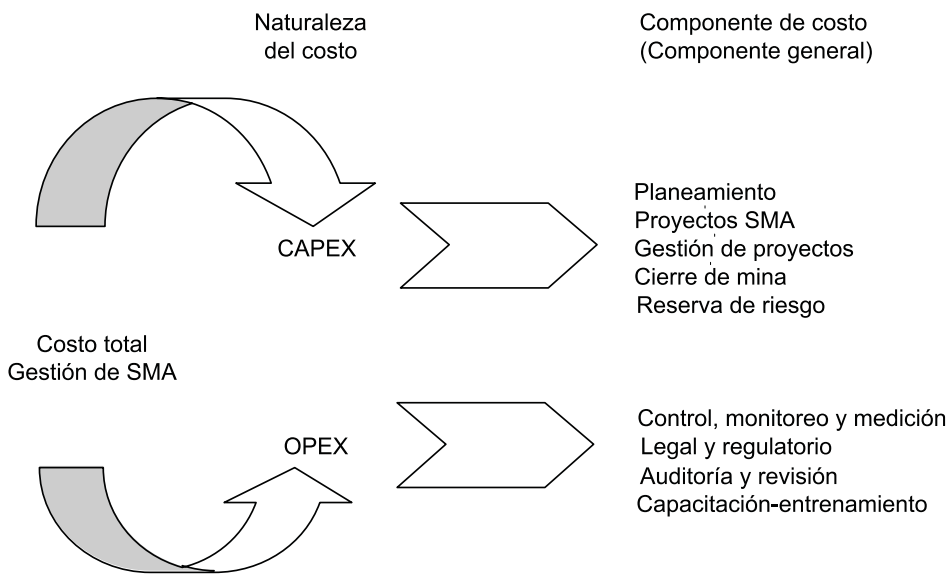 Naturaleza
del costo
Componente de costo
(Componente general)
CAPEX
Planeamiento
Proyectos SMA
Gestión de proyectos
Cierre de mina
Reserva de riesgo
Costo total
Gestión de SMA
OPEX
Control, monitoreo y medición
Legal y regulatorio
Auditoría y revisión
Capacitación-entrenamiento